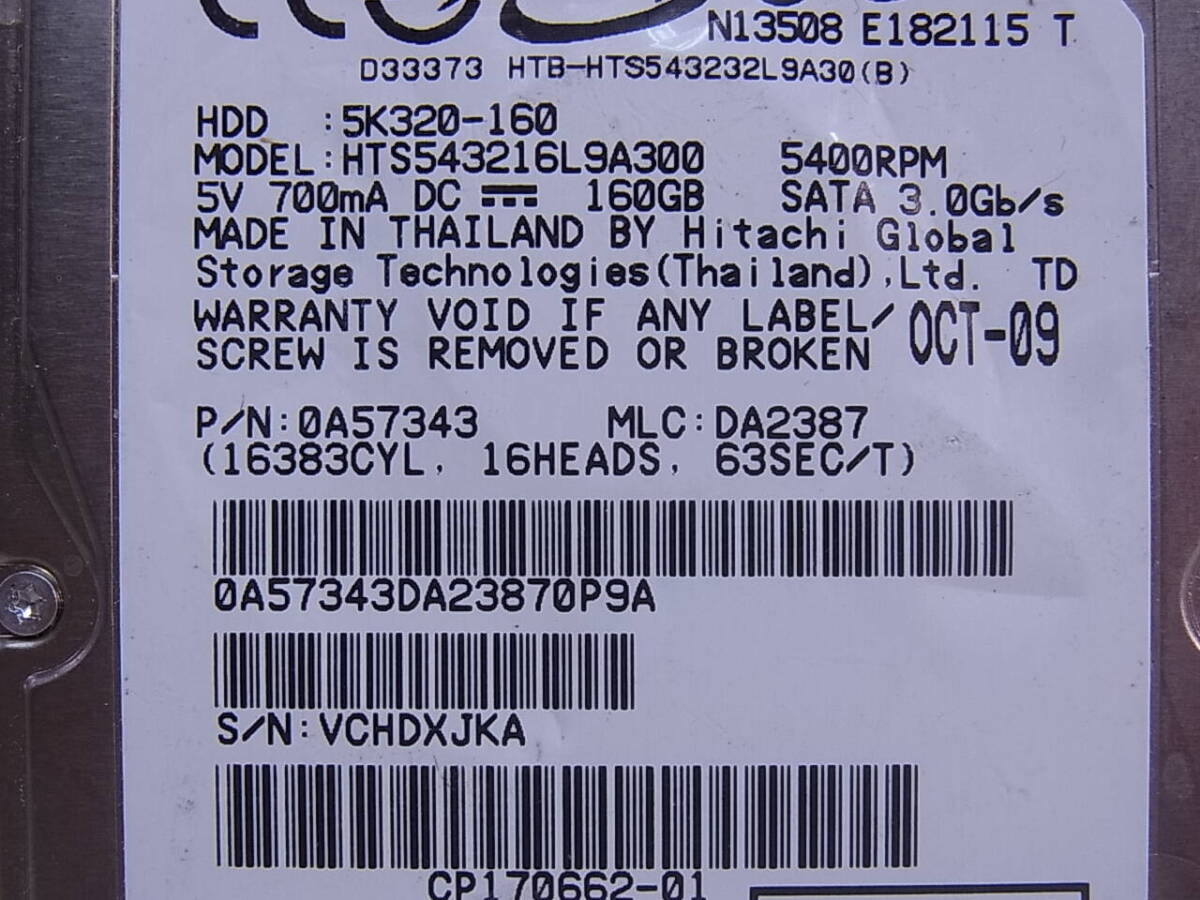 N13508 E182115 T
D33373 HTB-HTS543232L9A30(B)
HDD :5K320-160
MODEL:HTS543216L9A300 5400RPM
5V 700mA DC 160GB SATA 3.0Gb/s
MADE IN THAILAND BY Hitachi Global
Storage Technologies(Thailand),Ltd. TD
WARRANTY VOID IF ANY LABEL/
SCREW IS REMOVED OR BROKEN OCT-09
P/N:0A57343 MLC:DA2387
(16383CYL, 16HEADS, 63SEC/T)
0A57343DA23870P9A
S/N:VCHDXJKA
CP170662-01